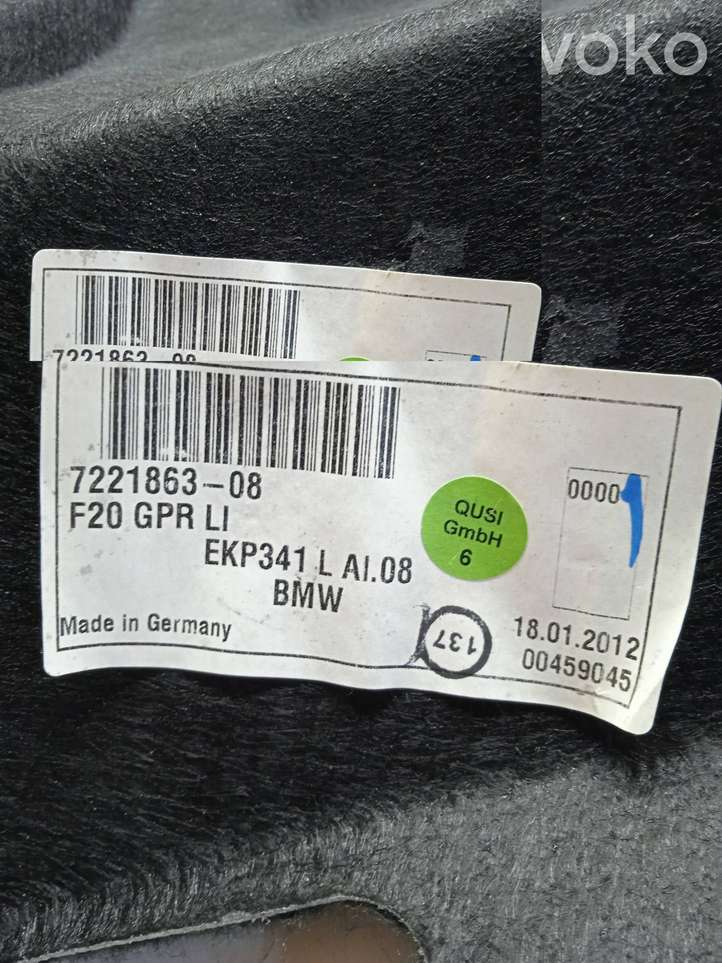 voko
7221863-08
7221863-08
F20 GPR LI
EKP341 L AI.08
BMW
Made in Germany
QUSI
GmbH
6
0000
137
18.01.2012
00459045